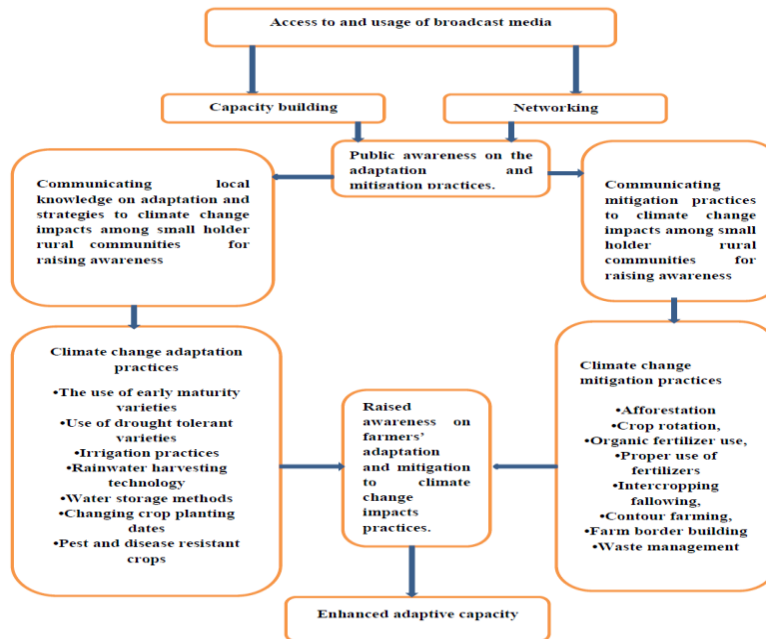 Access to and usage of broadcast media
Capacity building
Networking
Public awareness on the
adaptation and
mitigation practices.
Communicating local
knowledge on adaptation and
strategies to climate change
impacts among small holder
rural communities for
raising awareness
Communicating
mitigation practices
to climate change
impacts among small
holder rural
communities for
raising awareness
Climate change adaptation
practices
•The use of early maturity
varieties
•Use of drought tolerant
varieties
•Irrigation practices
•Rainwater harvesting
technology
•Water storage methods
•Changing crop planting
dates
•Pest and disease resistant
crops
Raised
awareness on
farmers’
adaptation
and mitigation
to climate
change
impacts
practices.
Climate change
mitigation practices
•Afforestation
•Crop rotation,
•Organic fertilizer use,
•Proper use of
fertilizers
•Intercropping
fallowing,
•Contour farming,
•Farm border building
•Waste management
Enhanced adaptive capacity